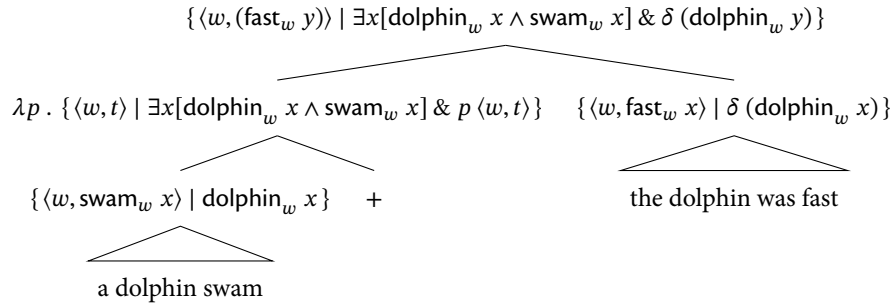 {⟨w, (fast_w y)⟩ | ∃x[dolphin_w x ∧ swam_w x] & δ (dolphin_w y)}
λp . {⟨w, t⟩ | ∃x[dolphin_w x ∧ swam_w x] & p ⟨w, t⟩} {⟨w, fast_w x⟩ | δ (dolphin_w x)}
{⟨w, swam_w x⟩ | dolphin_w x} + the dolphin was fast
a dolphin swam